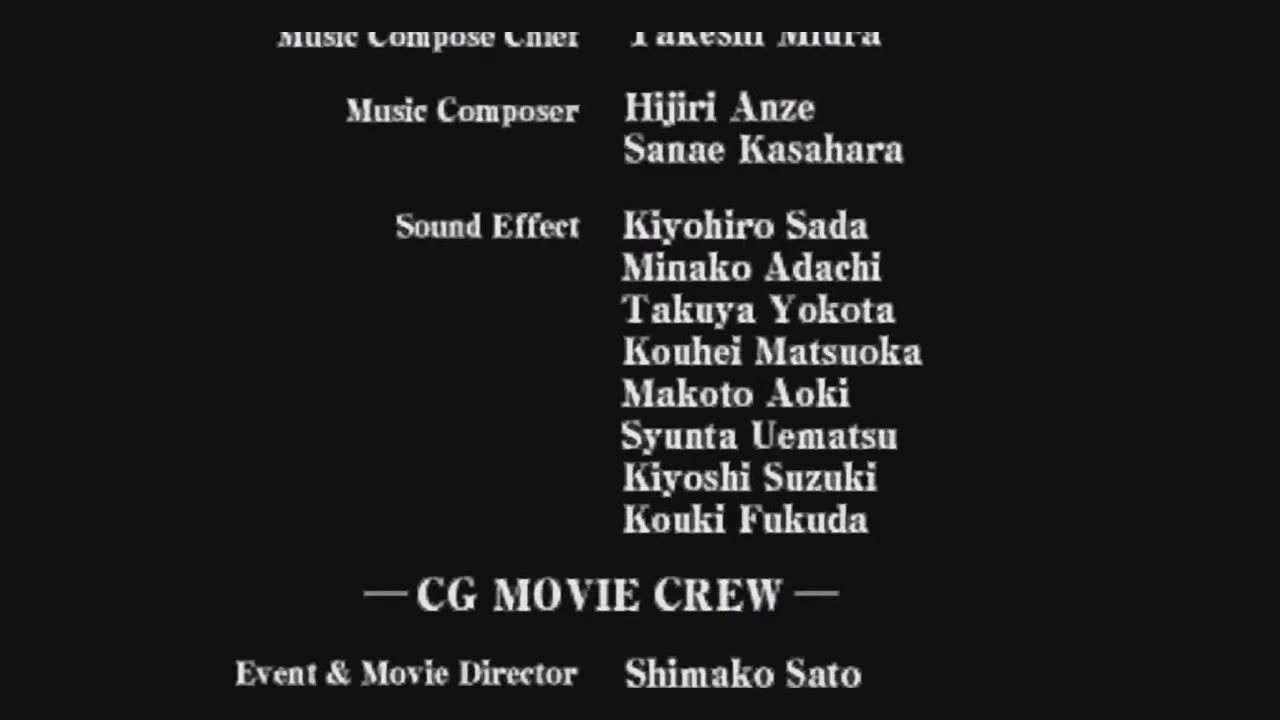 Music Compose Chief Takeshi Miura
Music Composer Hijiri Anze
Sanae Kasahara
Sound Effect Kiyohiro Sada
Minako Adachi
Takuya Yokota
Kouhei Matsuoka
Makoto Aoki
Syunta Uematsu
Kiyoshi Suzuki
Kouki Fukuda
— CG MOVIE CREW —
Event & Movie Director Shimako Sato